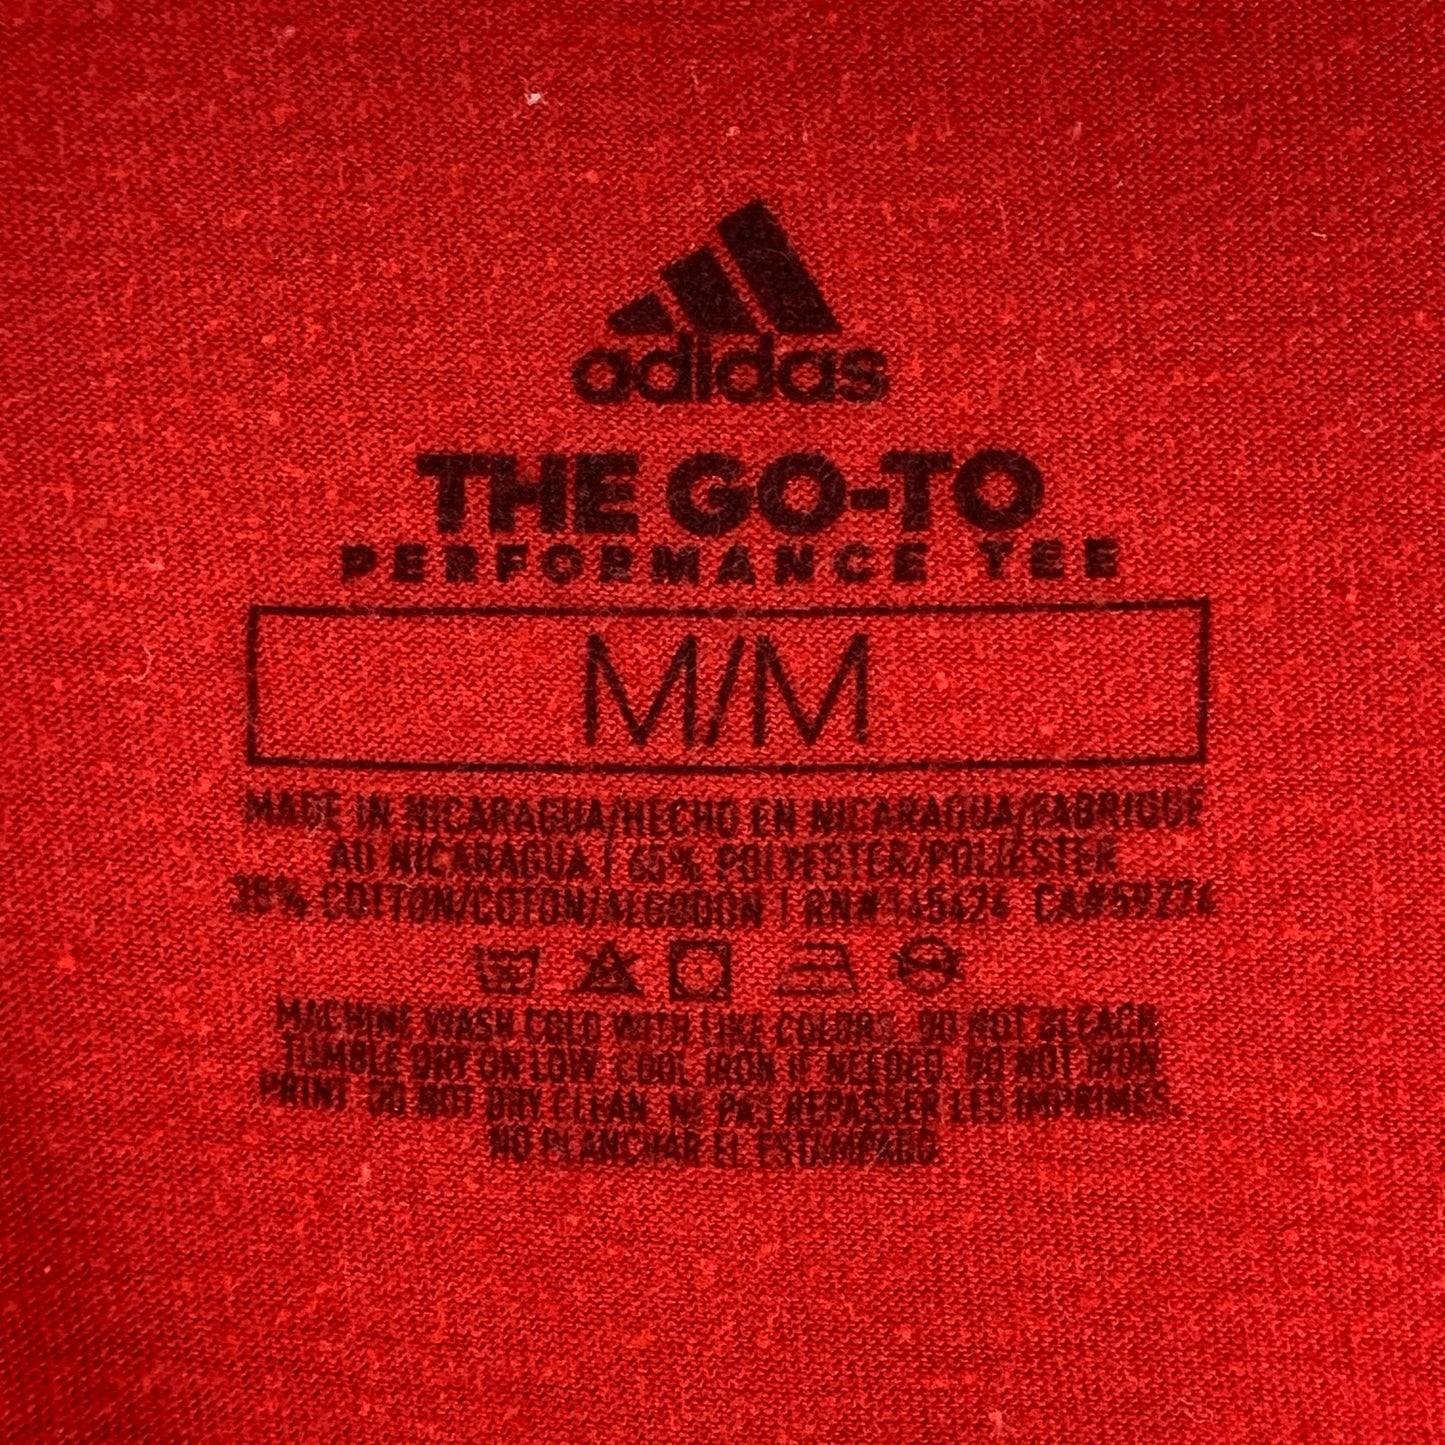 adidas
THE GO-TO
PERFORMANCE TEE
M/M
MADE IN NICARAGUA/HECHO EN NICARAGUA/FABRIQUÉ
AU NICARAGUA | 65% POLYESTER/POLIESTER
35% COTTON/COTON/ALGODON | RN# CA#59274
MACHINE WASH COLD WITH LIKE COLORS. DO NOT BLEACH.
TUMBLE DRY ON LOW. COOL IRON IF NEEDED. DO NOT IRON
PRINT. DO NOT DRY CLEAN. NE PAS REPASSER LES IMPRIMES.
NO PLANCHAR EL ESTAMPADO.